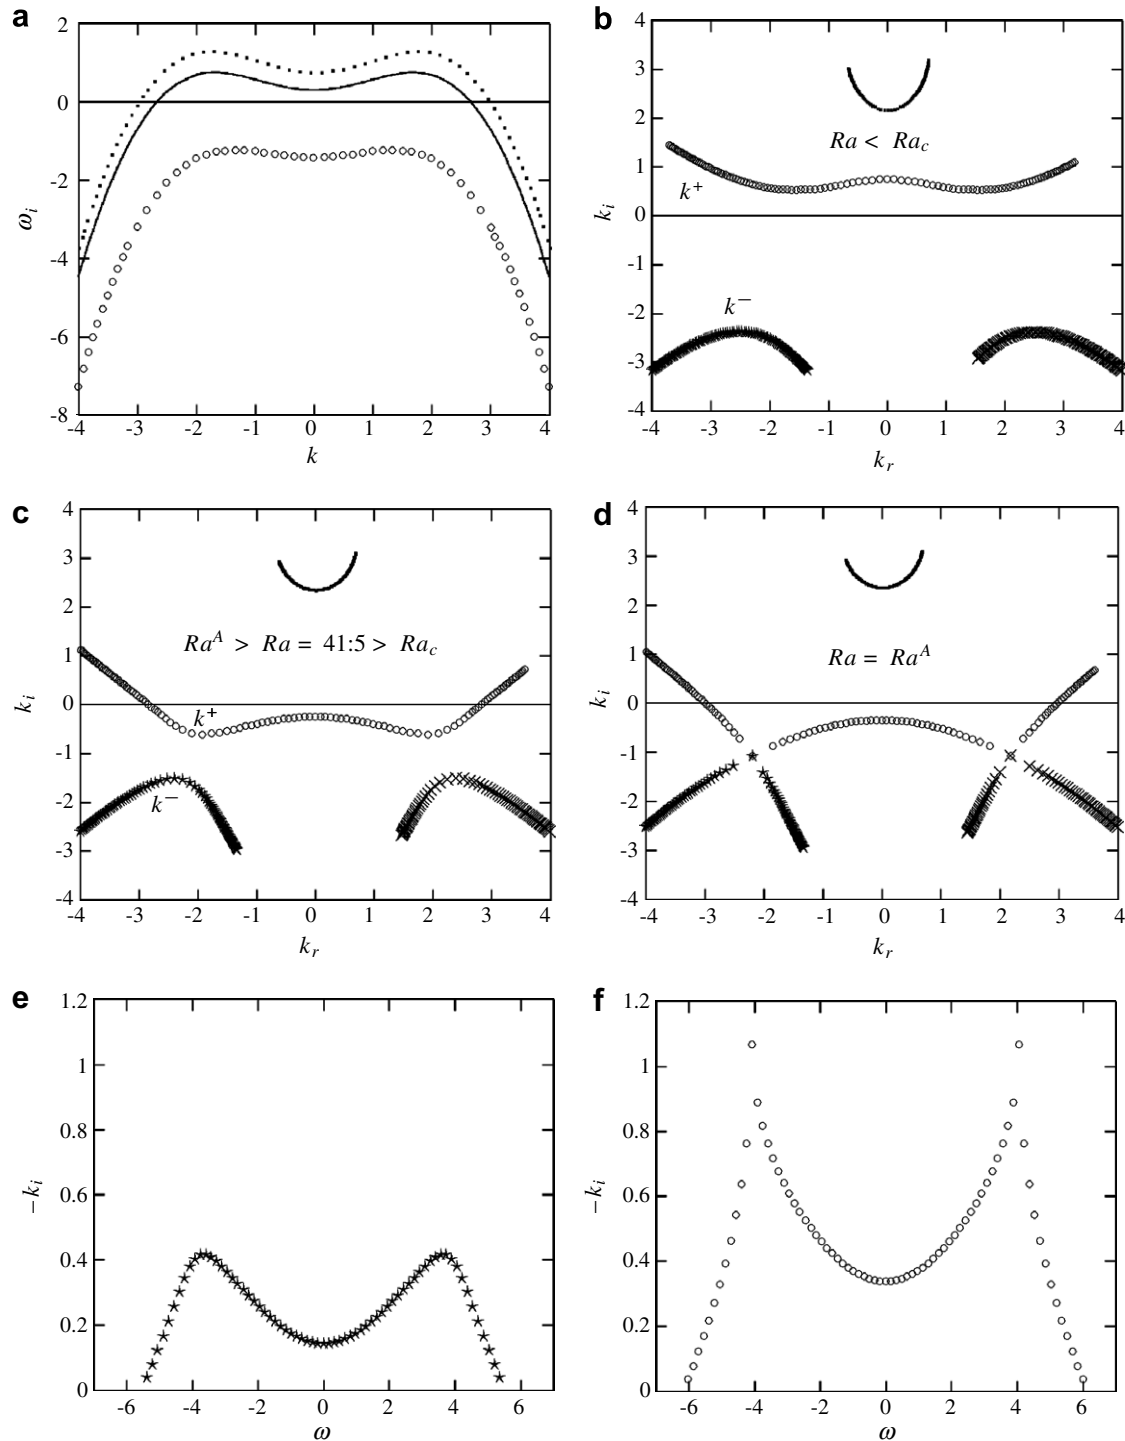 a
2
0
-2
-4
-6
-8
ω_i
-4 -3 -2 -1 0 1 2 3 4
k
b
4
3
2
1
0
-1
-2
-3
-4
k_i
Ra < Ra_c
k^+
k^−
-4 -3 -2 -1 0 1 2 3 4
k_r
c
4
3
2
1
0
-1
-2
-3
-4
k_i
Ra^A > Ra = 41:5 > Ra_c
k^+
k^−
-4 -3 -2 -1 0 1 2 3 4
k_r
d
4
3
2
1
0
-1
-2
-3
-4
k_i
Ra = Ra^A
-4 -3 -2 -1 0 1 2 3 4
k_r
e
1.2
1
0.8
0.6
0.4
0.2
0
−k_i
-6 -4 -2 0 2 4 6
ω
f
1.2
1
0.8
0.6
0.4
0.2
0
−k_i
-6 -4 -2 0 2 4 6
ω